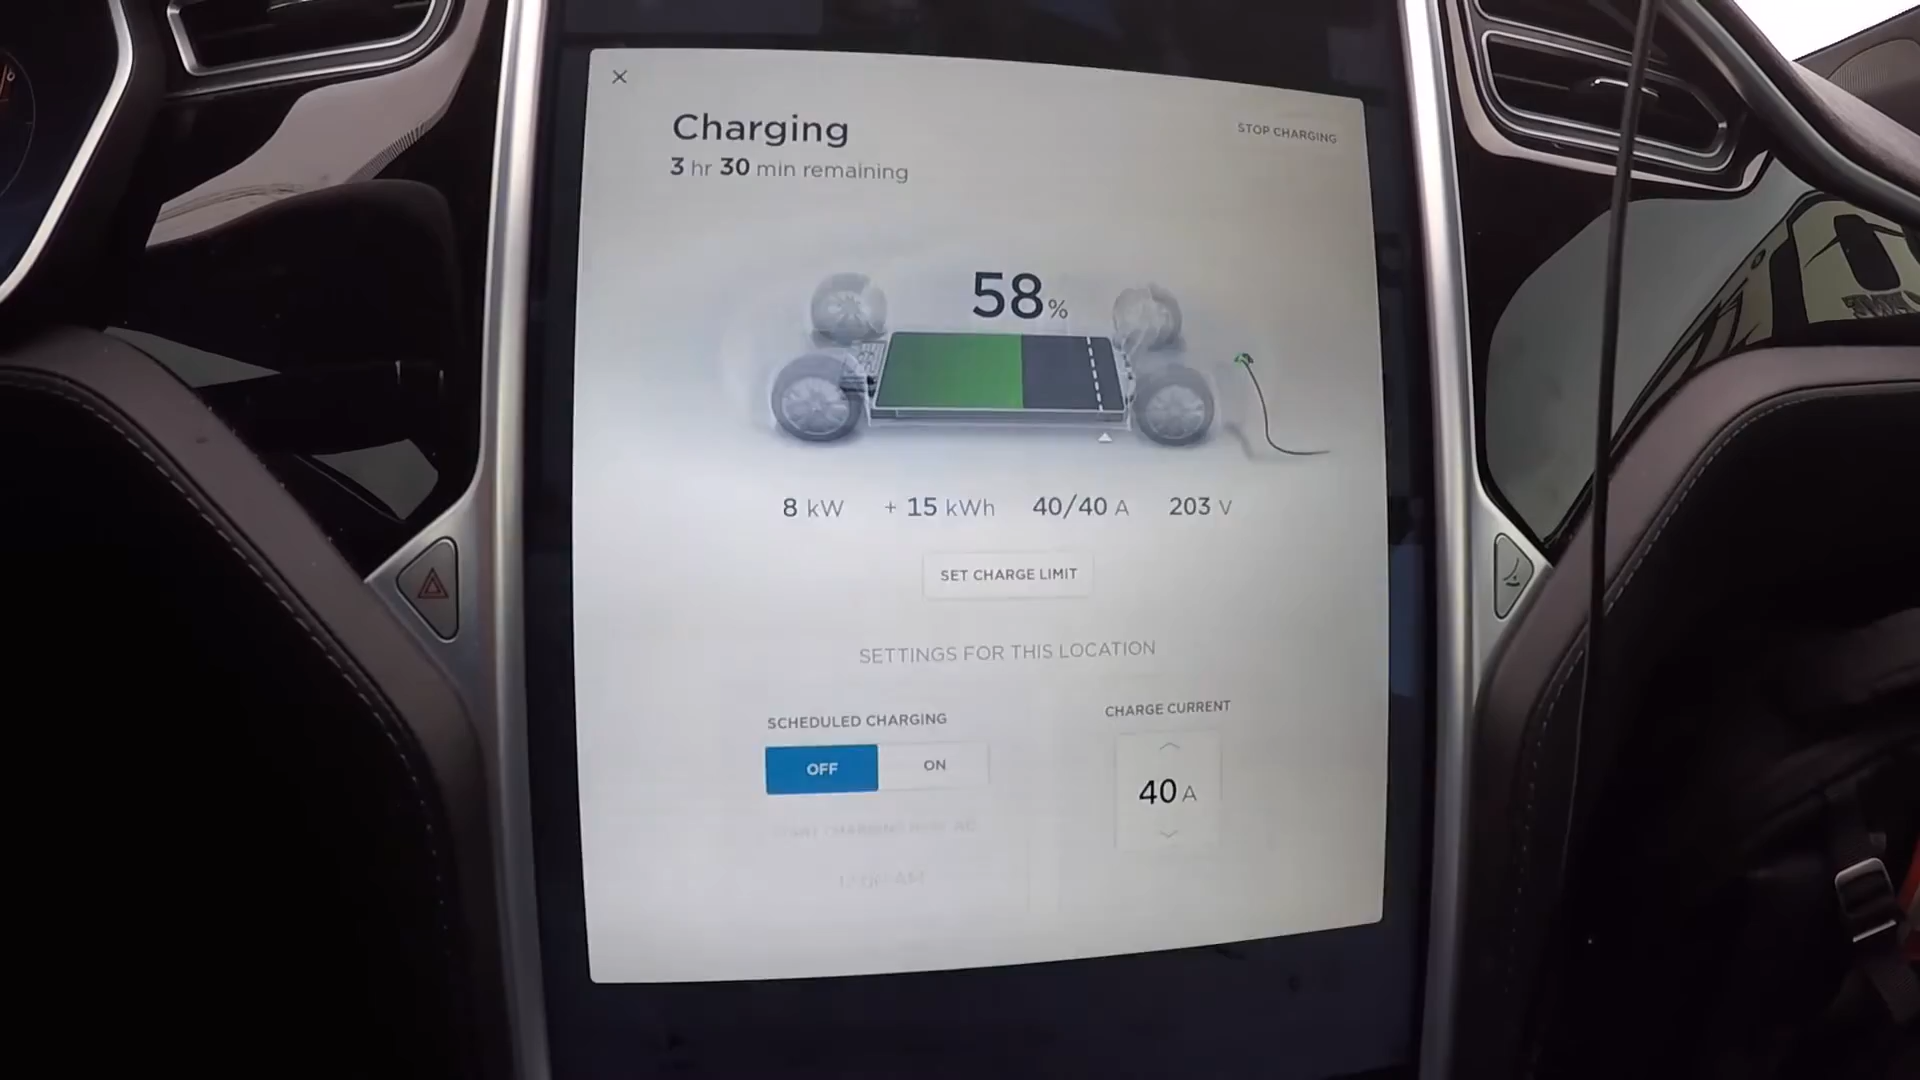 Charging
STOP CHARGING
3 hr 30 min remaining
58%
8 kW + 15 kWh 40/40 A 203 V
SET CHARGE LIMIT
SETTINGS FOR THIS LOCATION
SCHEDULED CHARGING
CHARGE CURRENT
OFF ON
40 A